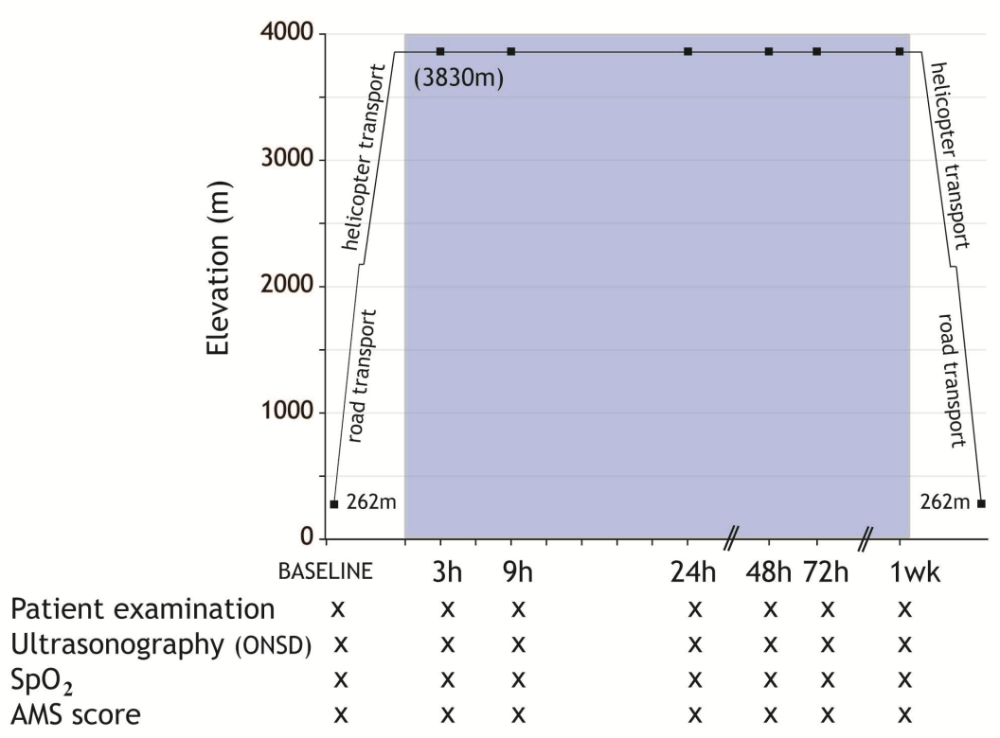 4000
(3830m)
helicopter transport
helicopter transport
3000
Elevation (m)
2000
road transport
road transport
1000
262m
262m
0
BASELINE 3h 9h 24h 48h 72h 1wk
Patient examination x x x x x x x
Ultrasonography (ONSD) x x x x x x x
SpO₂ x x x x x x x
AMS score x x x x x x x